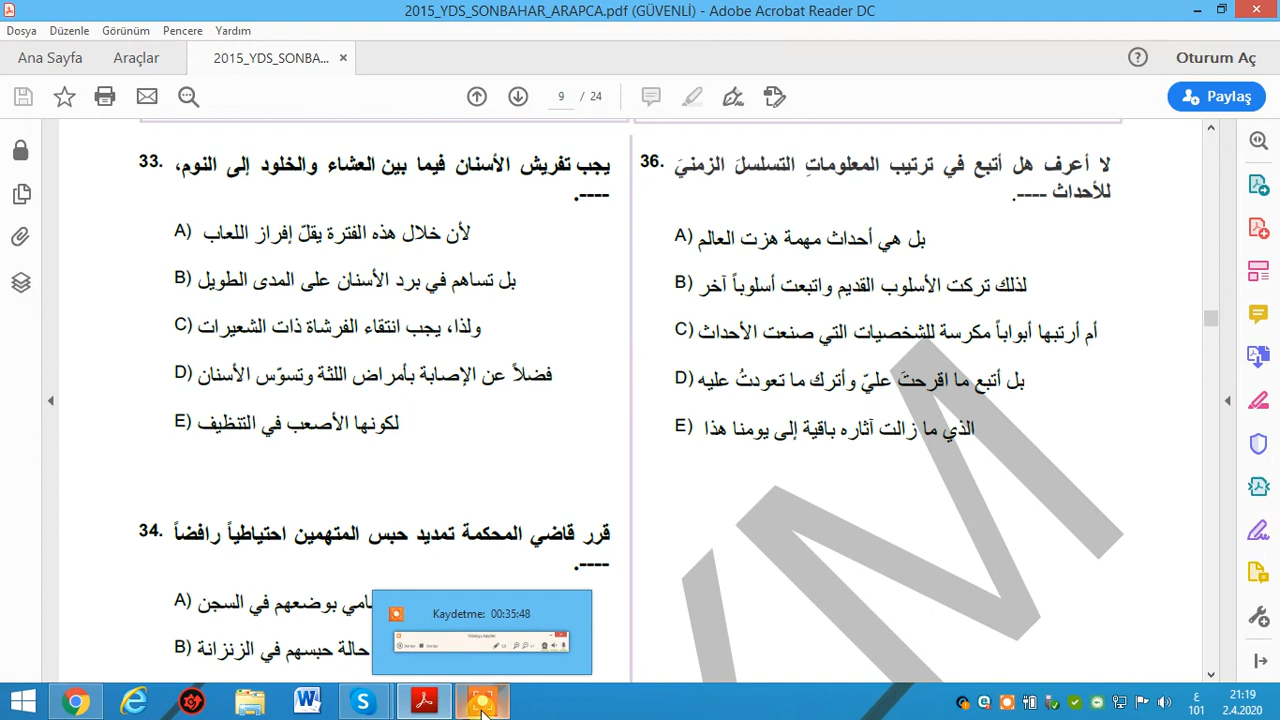 2015_YDS_SONBAHAR_ARAPCA.pdf (GÜVENLİ) - Adobe Acrobat Reader DC
Dosya Düzenle Görünüm Pencere Yardım
Ana Sayfa Araçlar 2015_YDS_SONBA... × Oturum Aç
9 / 24 Paylaş
33. يجب تفريش الأسنان فيما بين العشاء والخلود إلى النوم،
----.
A) لأن خلال هذه الفترة يقلّ إفراز اللعاب
B) بل تساهم في برد الأسنان على المدى الطويل
C) ولذا، يجب انتقاء الفرشاة ذات الشعيرات
D) فضلاً عن الإصابة بأمراض اللثة وتسوّس الأسنان
E) لكونها الأصعب في التنظيف
34. قرر قاضي المحكمة تمديد حبس المتهمين احتياطياً رافضاً
----.
A) امي بوضعهم في السجن
B) حالة حبسهم في الزنزانة
36. لا أعرف هل أتبع في ترتيب المعلوماتِ التسلسلَ الزمنيَ
للأحداث ----.
A) بل هي أحداث مهمة هزت العالم
B) لذلك تركت الأسلوب القديم واتبعت أسلوباً آخر
C) أم أرتبها أبواباً مكرسة للشخصيات التي صنعت الأحداث
D) بل أتبع ما اقرحتَ عليّ وأترك ما تعودتُ عليه
E) الذي ما زالت آثاره باقية إلى يومنا هذا
YM
Kaydetme: 00:35:48
ع 21:19
101 2.4.2020